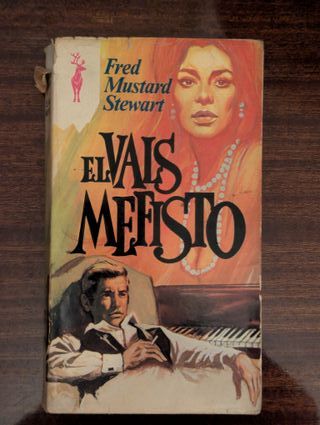 Fred
Mustard
Stewart
EL VALS
MEFISTO